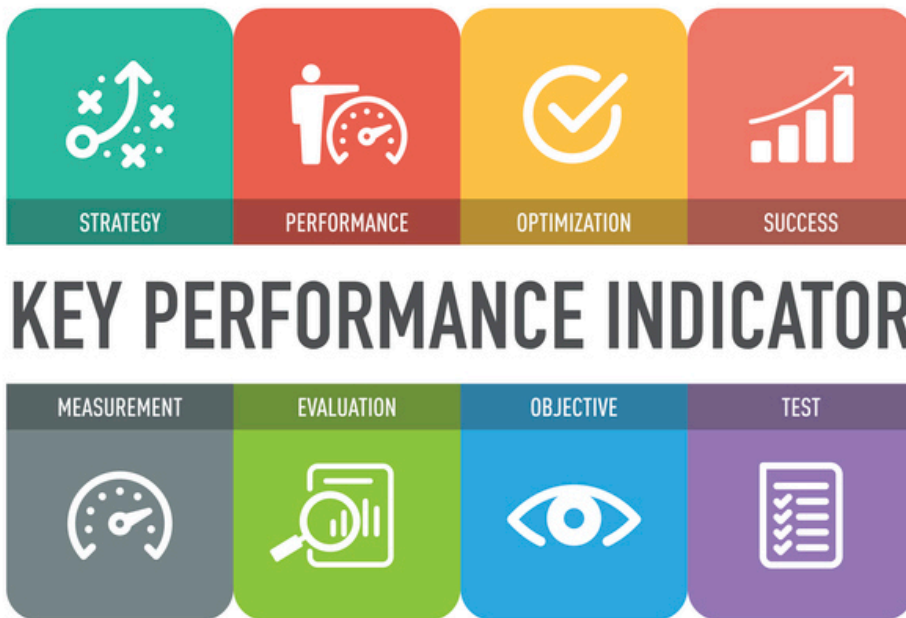 STRATEGY PERFORMANCE OPTIMIZATION SUCCESS
KEY PERFORMANCE INDICATOR
MEASUREMENT EVALUATION OBJECTIVE TEST